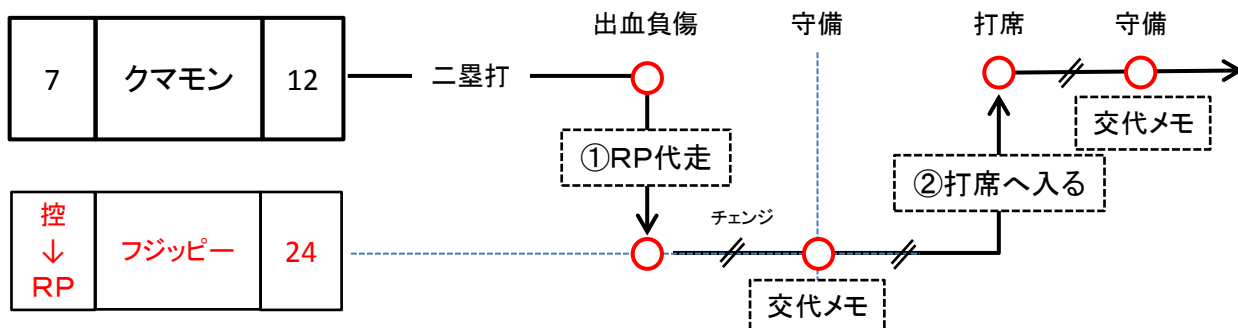 出血負傷 守備 打席 守備
7 クマモン 12 二塁打
交代メモ
①RP代走
②打席へ入る
控
↓
RP
フジッピー 24
チェンジ
交代メモ